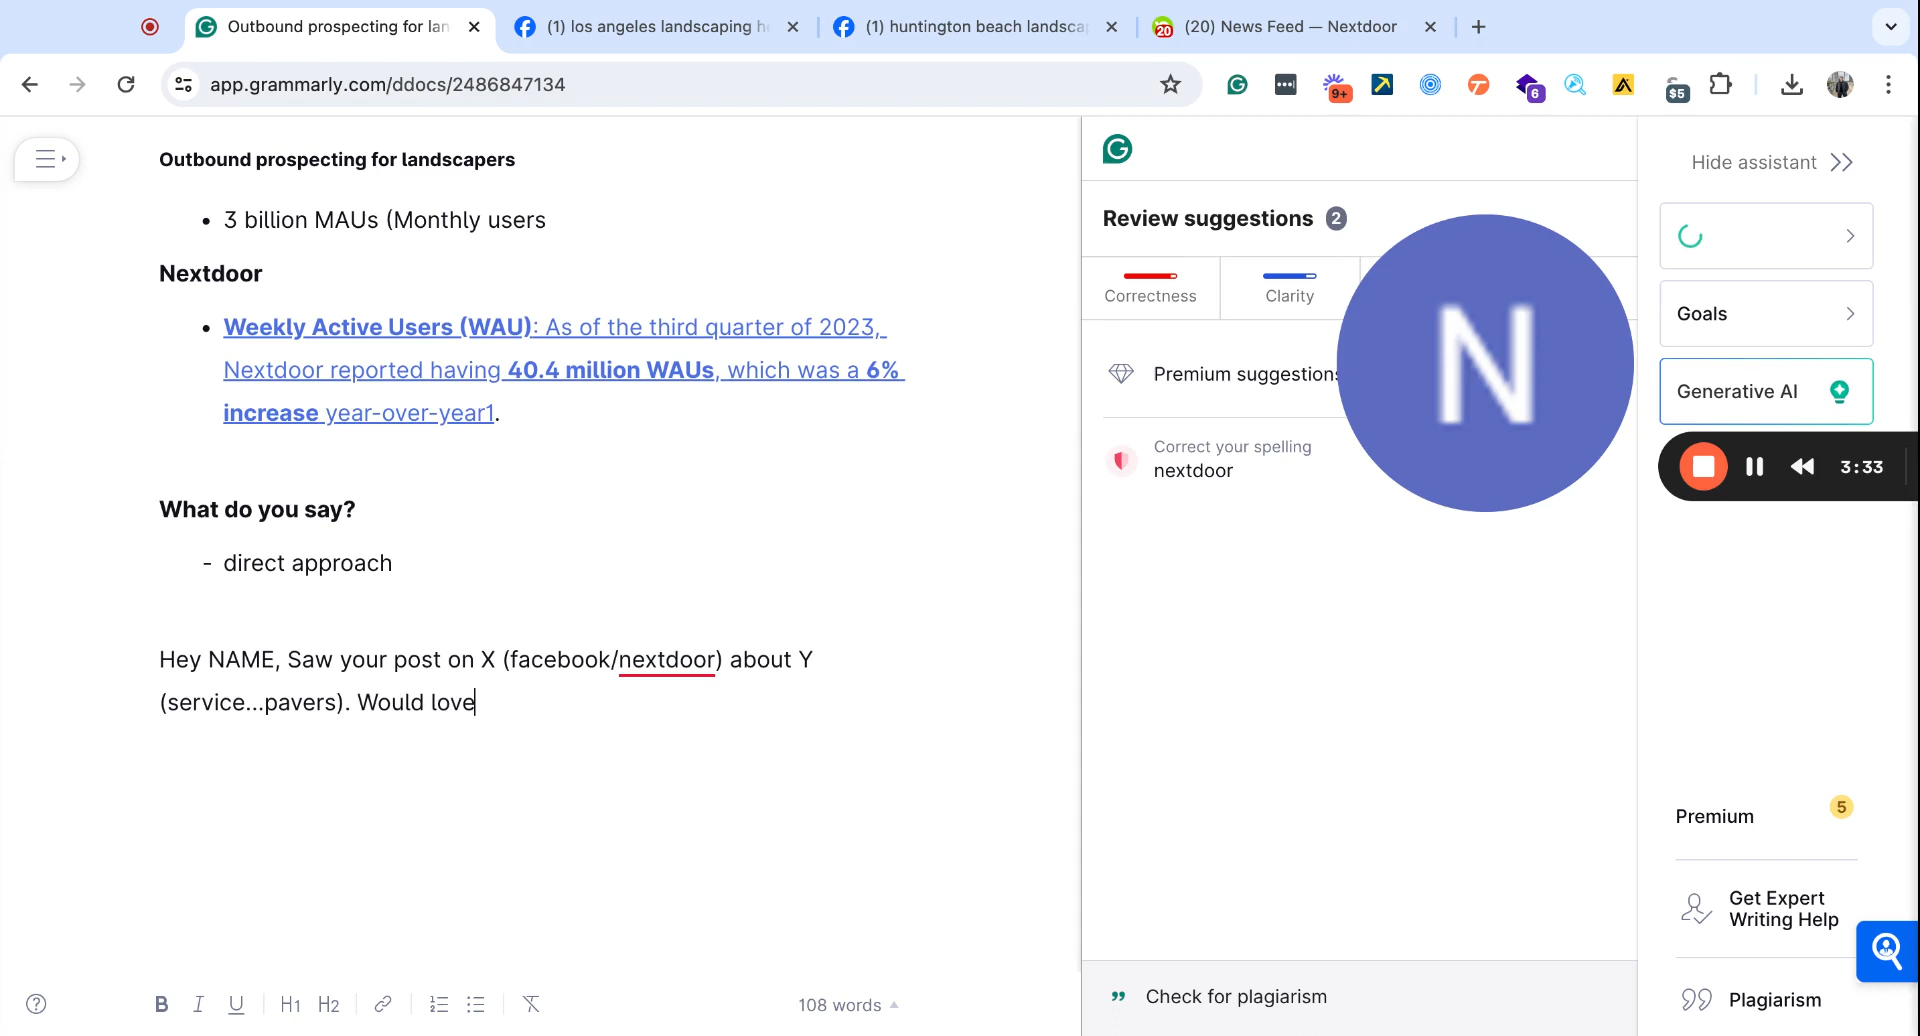 Outbound prospecting for lan
(1) los angeles landscaping he
(1) huntington beach landsca
20
(20) News Feed — Nextdoor
app.grammarly.com/ddocs/2486847134
9+
6
$5
Outbound prospecting for landscapers
3 billion MAUs (Monthly users
Nextdoor
Weekly Active Users (WAU): As of the third quarter of 2023,
Nextdoor reported having 40.4 million WAUs, which was a 6%
increase year-over-year1.
What do you say?
- direct approach
Hey NAME, Saw your post on X (facebook/nextdoor) about Y
(service...pavers). Would love
B I U H1 H2
108 words
Review suggestions 2
Correctness
Clarity
Premium suggestions
Correct your spelling
nextdoor
N
Check for plagiarism
Hide assistant
Goals
Generative AI
3:33
Premium 5
Get Expert
Writing Help
Plagiarism